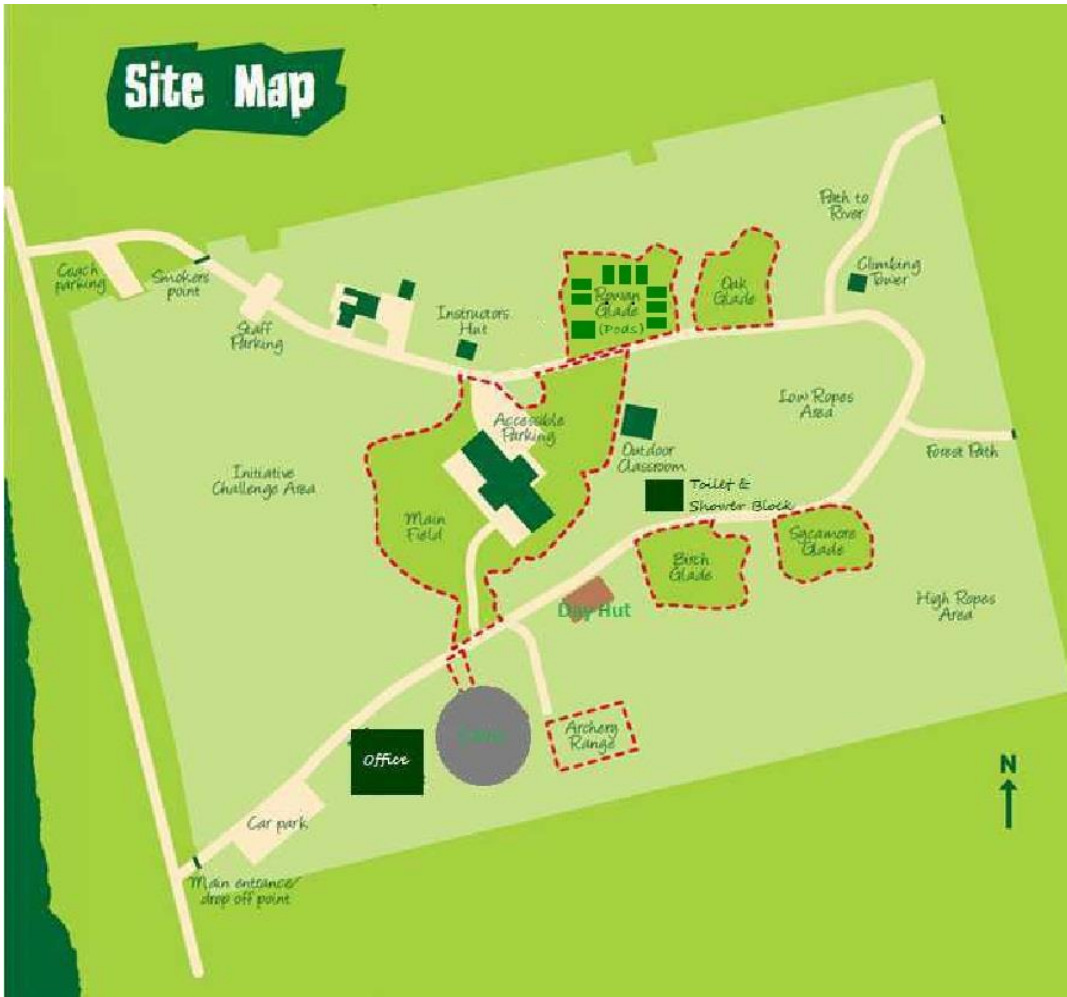 Site Map
Coach
parking
Smokers
point
Staff
Parking
Instructors
Hut
Rowan
Glade
(Pods)
Oak
Glade
Path to
River
Climbing
Tower
Accessible
Parking
Outdoor
Classroom
Low Ropes
Area
Forest Path
Initiative
Challenge Area
Main
Field
Toilet &
Shower Block
Birch
Glade
Sycamore
Glade
High Ropes
Area
Day Hut
Archery
Range
Office
Car park
Main entrance/
drop off point
N